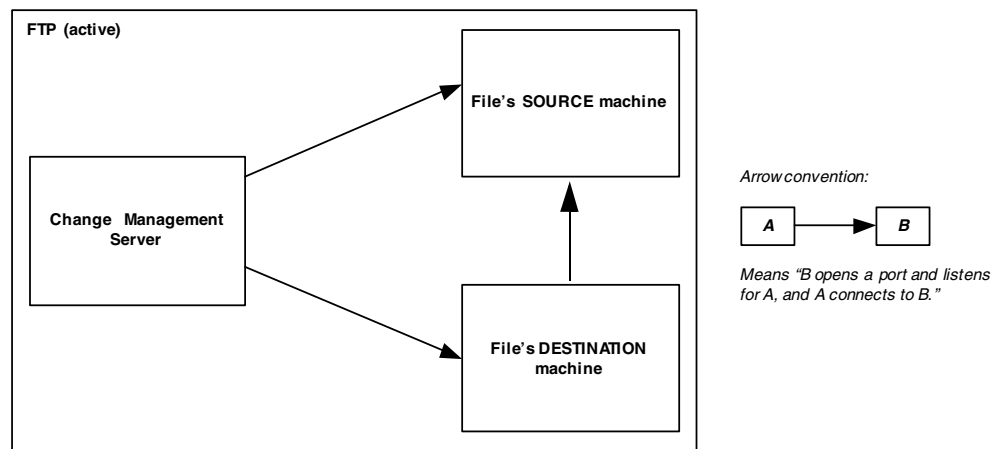 FTP (active)
File's SOURCE machine
Change Management
Server
File's DESTINATION
machine
Arrow convention:
A
B
Means “B opens a port and listens
for A, and A connects to B.”